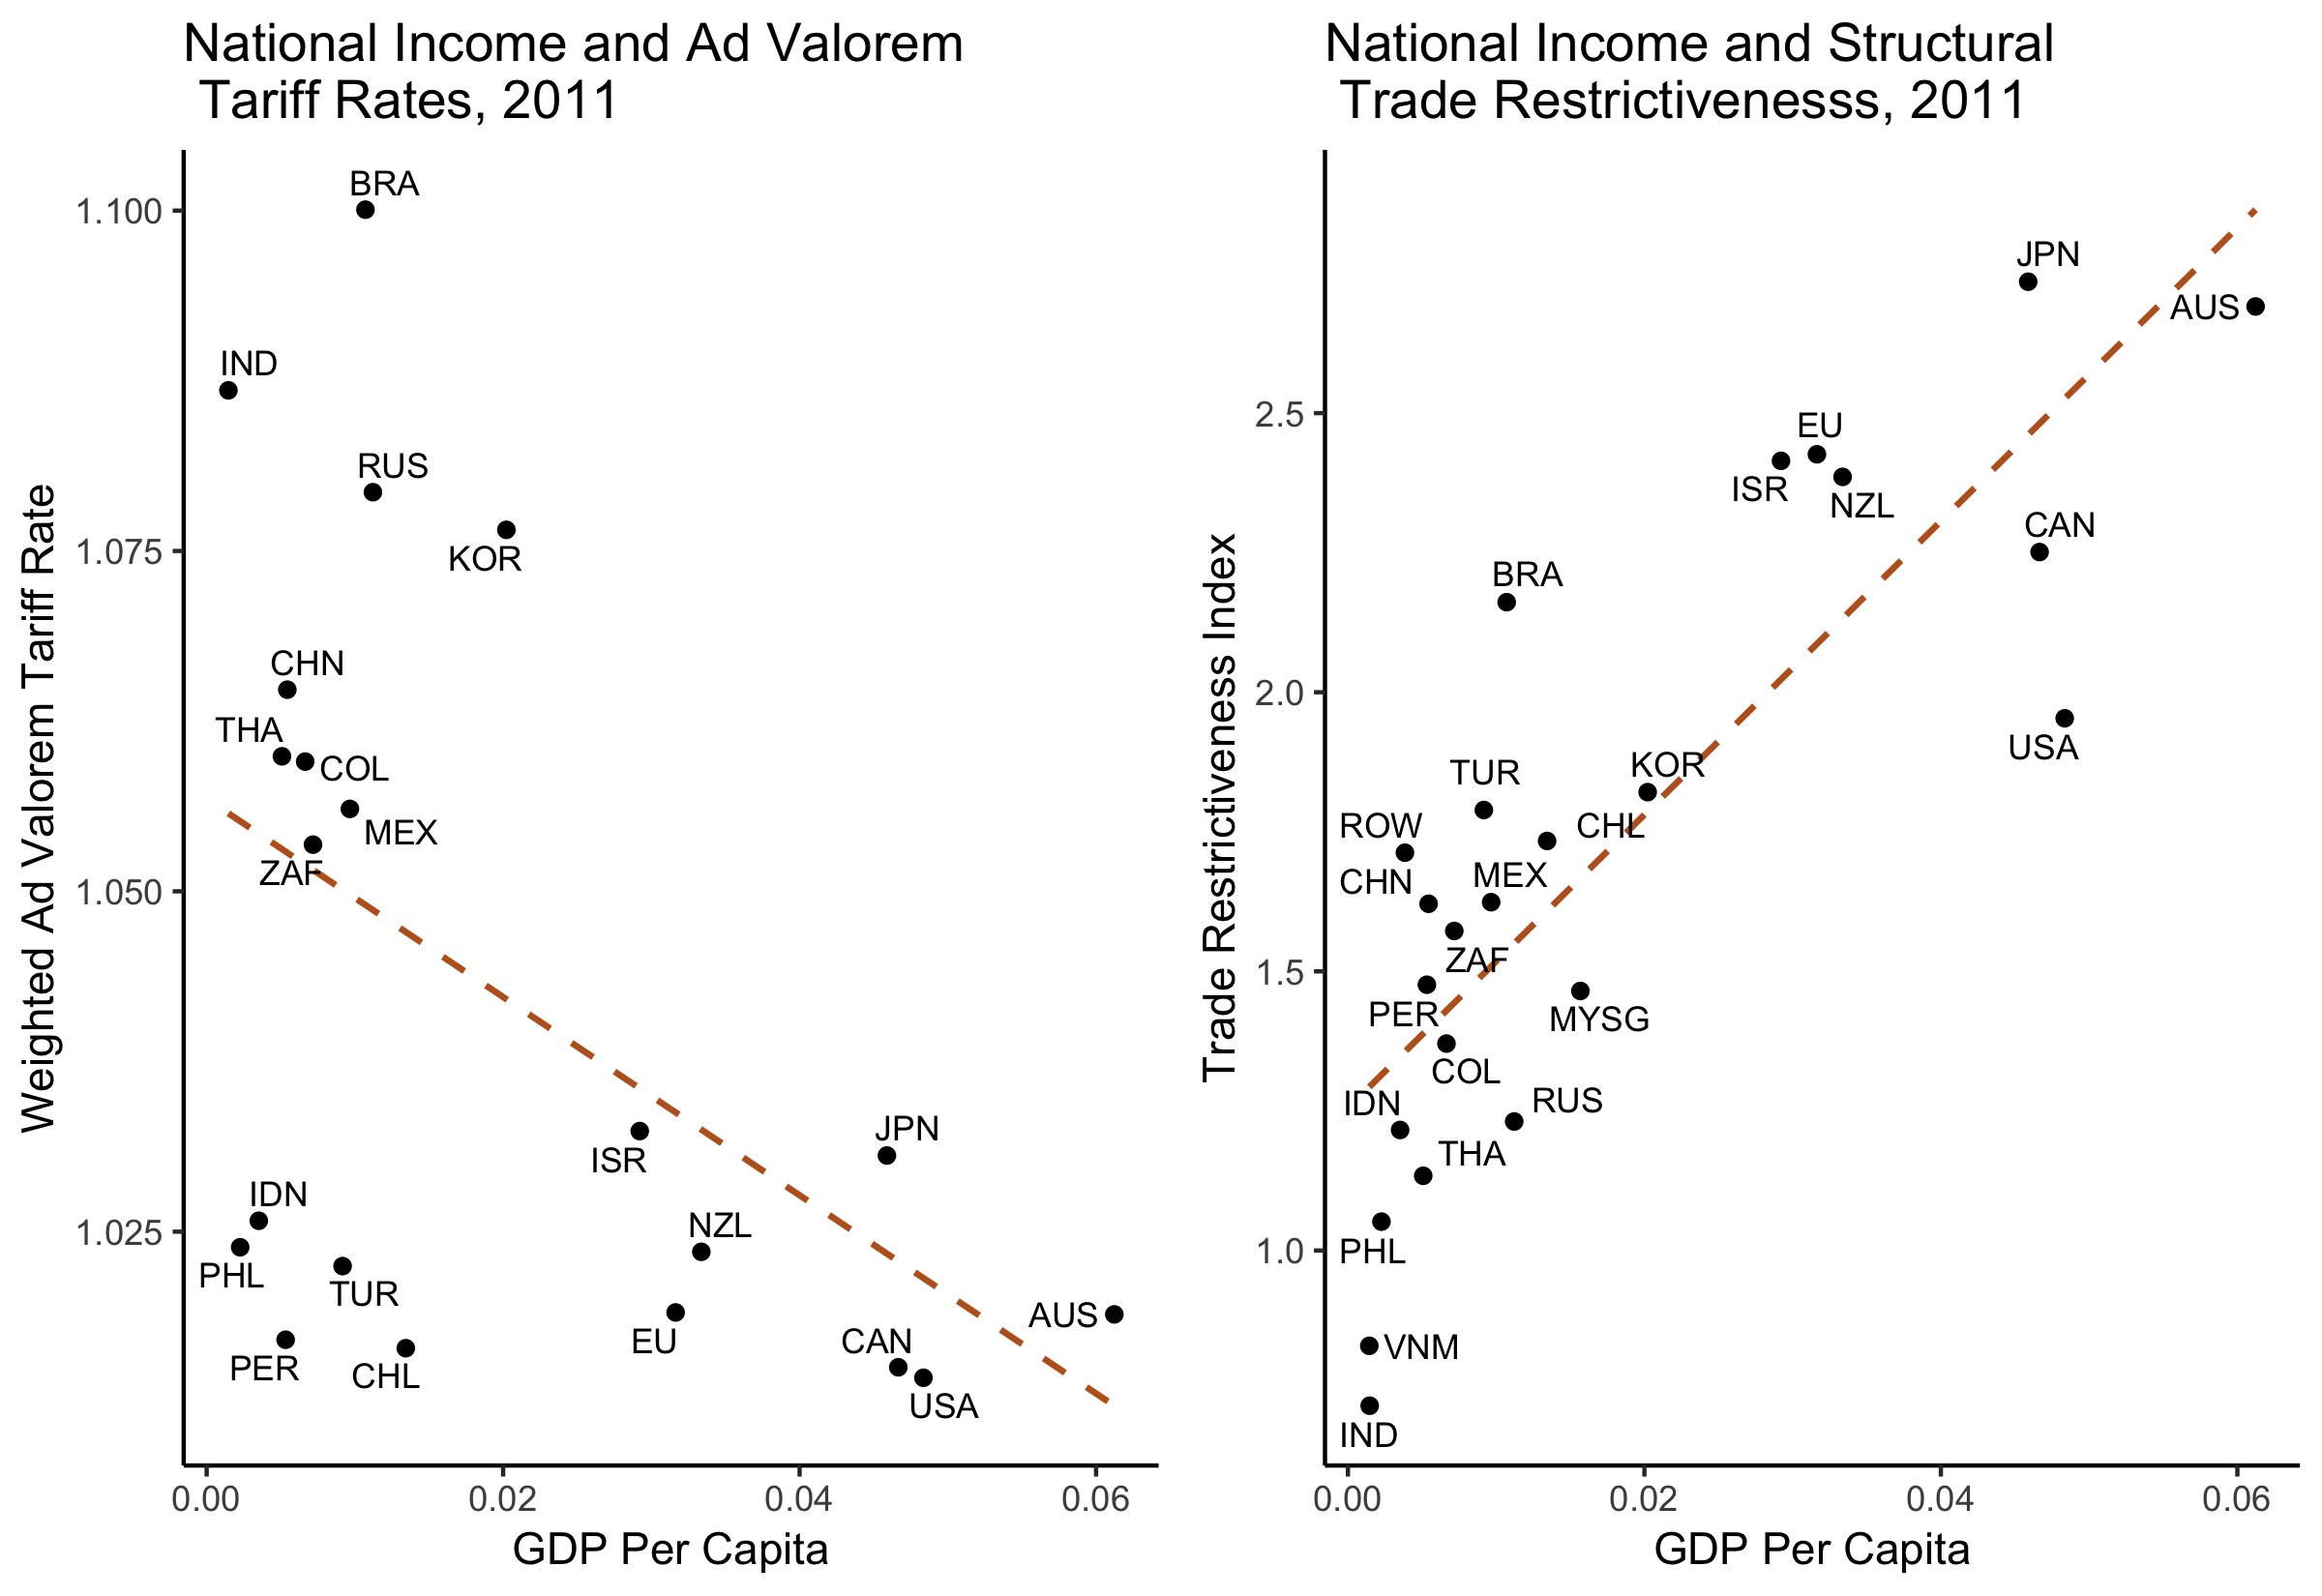 National Income and Ad Valorem
Tariff Rates, 2011
Weighted Ad Valorem Tariff Rate
1.100
1.075
1.050
1.025
BRA
IND
RUS
KOR
CHN
THA
COL
MEX
ZAF
ISR
JPN
IDN
NZL
PHL
TUR
AUS
EU
CAN
PER
CHL
USA
0.00 0.02 0.04 0.06
GDP Per Capita
National Income and Structural
Trade Restrictivenesss, 2011
Trade Restrictiveness Index
2.5
2.0
1.5
1.0
JPN
AUS
EU
ISR
NZL
CAN
BRA
USA
KOR
TUR
ROW
CHL
CHN
MEX
ZAF
PER
MYSG
COL
IDN
RUS
THA
PHL
VNM
IND
0.00 0.02 0.04 0.06
GDP Per Capita